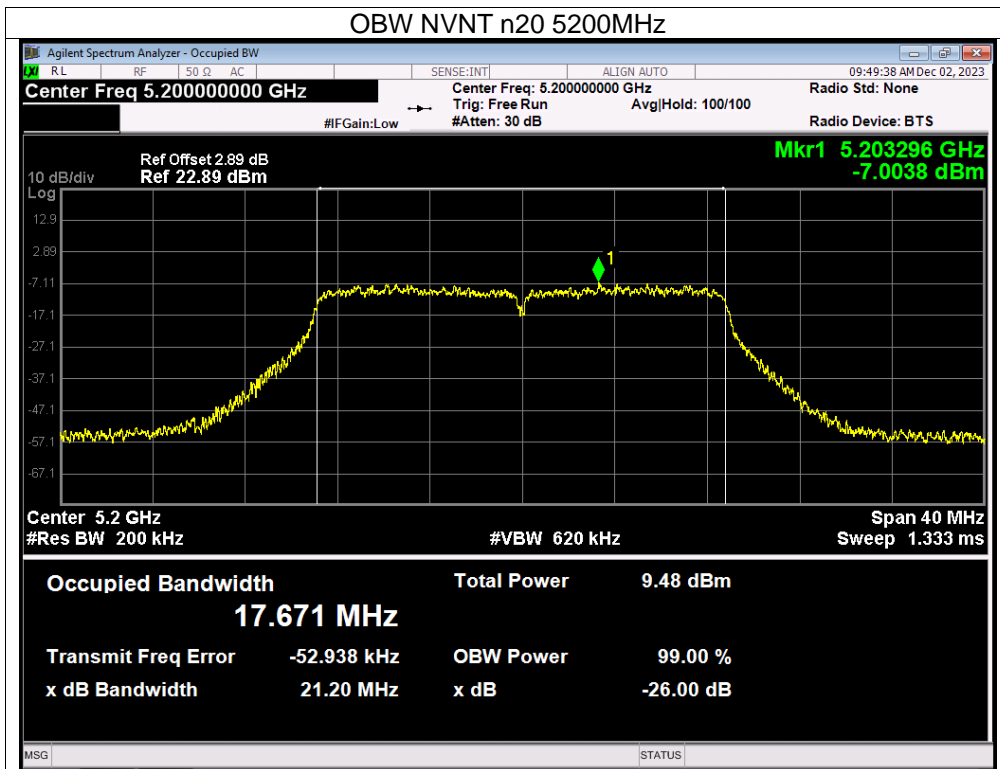 OBW NVNT n20 5200MHz
Agilent Spectrum Analyzer - Occupied BW
LXI RL RF 50 Ω AC SENSE:INT ALIGN AUTO 09:49:38 AM Dec 02, 2023
Center Freq 5.200000000 GHz Center Freq: 5.200000000 GHz Radio Std: None
Trig: Free Run Avg|Hold: 100/100
#IFGain:Low #Atten: 30 dB Radio Device: BTS
Mkr1 5.203296 GHz
Ref Offset 2.89 dB -7.0038 dBm
10 dB/div Ref 22.89 dBm
Log
12.9
2.89
1
-7.11
-17.1
-27.1
-37.1
-47.1
-57.1
-67.1
Center 5.2 GHz Span 40 MHz
#Res BW 200 kHz #VBW 620 kHz Sweep 1.333 ms
Occupied Bandwidth Total Power 9.48 dBm
17.671 MHz
Transmit Freq Error -52.938 kHz OBW Power 99.00 %
x dB Bandwidth 21.20 MHz x dB -26.00 dB
MSG STATUS